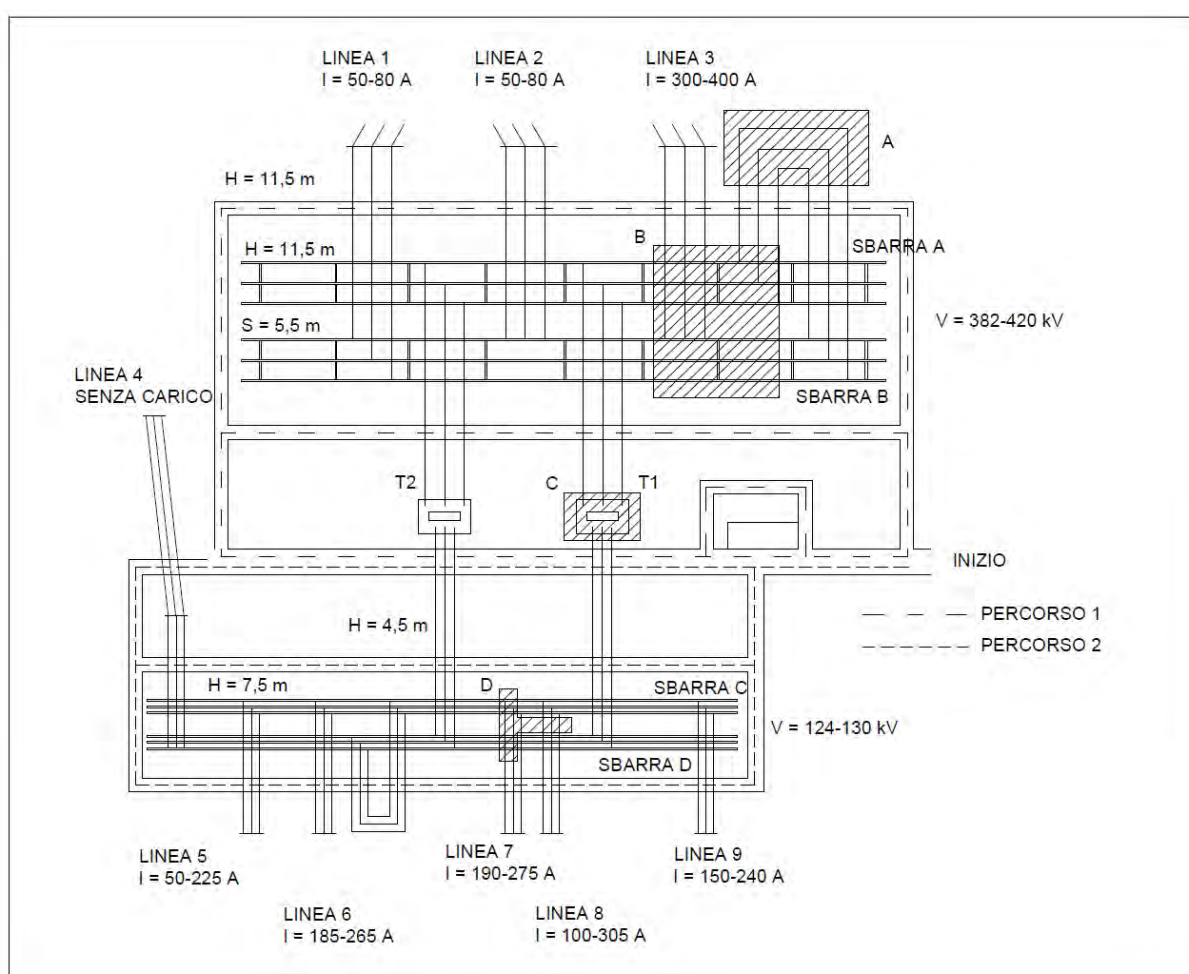 LINEA 1
I = 50-80 A
LINEA 2
I = 50-80 A
LINEA 3
I = 300-400 A
A
H = 11,5 m
B
H = 11,5 m
SBARRA A
S = 5,5 m
V = 382-420 kV
LINEA 4
SENZA CARICO
SBARRA B
T2
C
T1
INIZIO
PERCORSO 1
H = 4,5 m
PERCORSO 2
H = 7,5 m
D
SBARRA C
V = 124-130 kV
SBARRA D
LINEA 5
I = 50-225 A
LINEA 7
I = 190-275 A
LINEA 9
I = 150-240 A
LINEA 6
I = 185-265 A
LINEA 8
I = 100-305 A